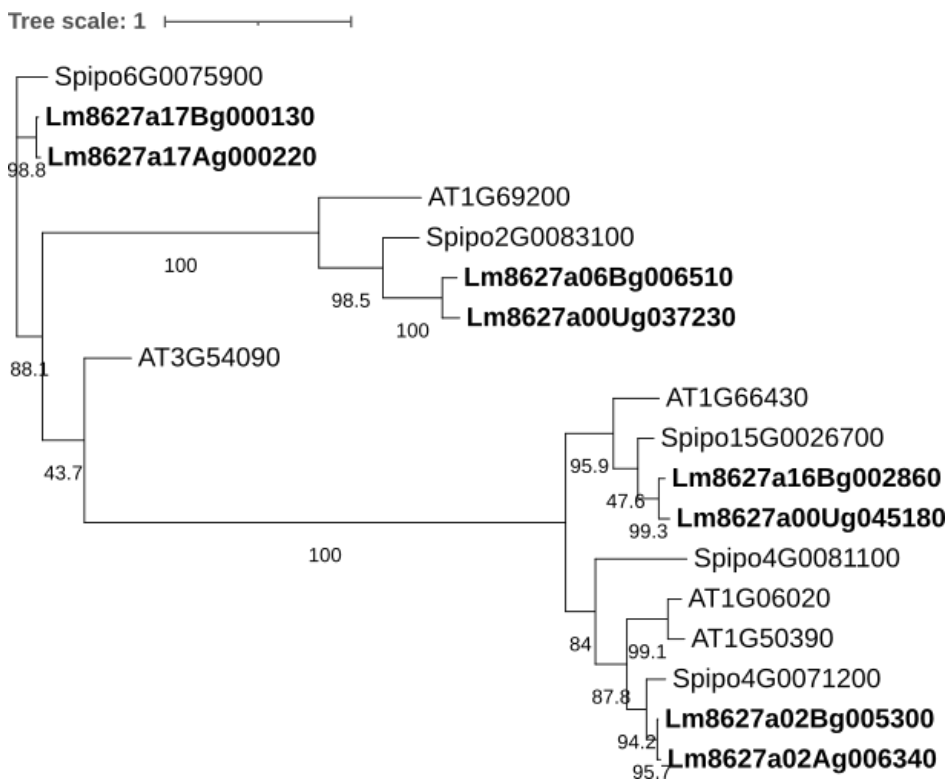 Tree scale: 1
Spipo6G0075900
Lm8627a17Bg000130
Lm8627a17Ag000220
98.8
AT1G69200
Spipo2G0083100
100
Lm8627a06Bg006510
98.5
Lm8627a00Ug037230
100
AT3G54090
88.1
AT1G66430
Spipo15G0026700
95.9
43.7
Lm8627a16Bg002860
47.6
Lm8627a00Ug045180
99.3
100
Spipo4G0081100
AT1G06020
AT1G50390
84
99.1
Spipo4G0071200
87.8
Lm8627a02Bg005300
94.2
Lm8627a02Ag006340
95.7